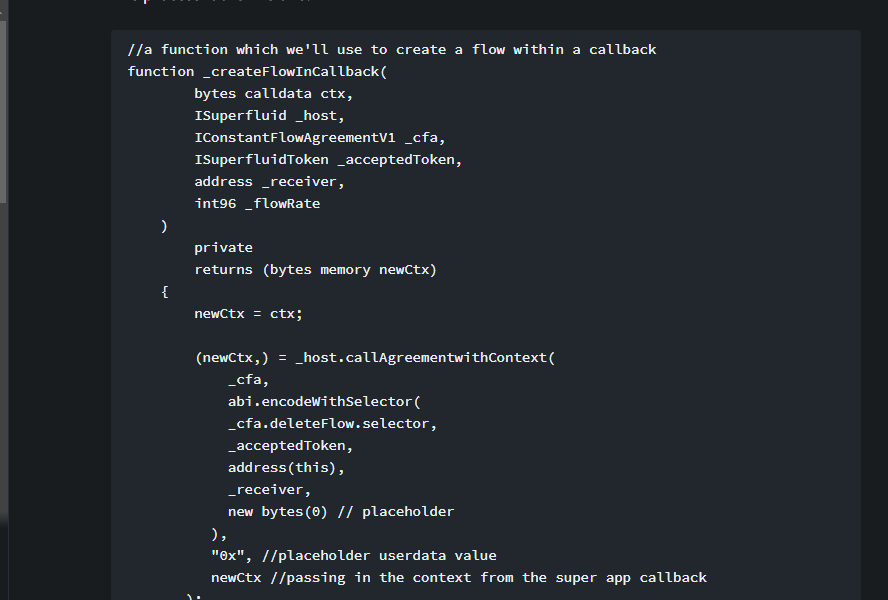 //a function which we'll use to create a flow within a callback
function _createFlowInCallback(
bytes calldata ctx,
ISuperfluid _host,
IConstantFlowAgreementV1 _cfa,
ISuperfluidToken _acceptedToken,
address _receiver,
int96 _flowRate
)
private
returns (bytes memory newCtx)
{
newCtx = ctx;
(newCtx,) = _host.callAgreementwithContext(
_cfa,
abi.encodeWithSelector(
_cfa.deleteFlow.selector,
_acceptedToken,
address(this),
_receiver,
new bytes(0) // placeholder
),
"0x", //placeholder userdata value
newCtx //passing in the context from the super app callback
);